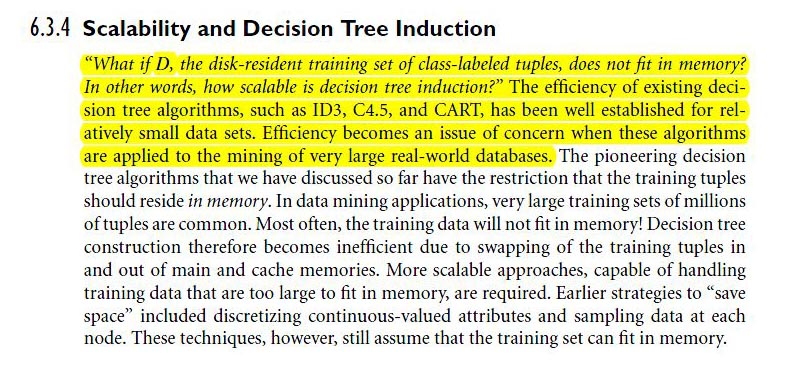 6.3.4 Scalability and Decision Tree Induction
“What if D, the disk-resident training set of class-labeled tuples, does not fit in memory?
In other words, how scalable is decision tree induction?” The efficiency of existing deci-
sion tree algorithms, such as ID3, C4.5, and CART, has been well established for rel-
atively small data sets. Efficiency becomes an issue of concern when these algorithms
are applied to the mining of very large real-world databases. The pioneering decision
tree algorithms that we have discussed so far have the restriction that the training tuples
should reside in memory. In data mining applications, very large training sets of millions
of tuples are common. Most often, the training data will not fit in memory! Decision tree
construction therefore becomes inefficient due to swapping of the training tuples in
and out of main and cache memories. More scalable approaches, capable of handling
training data that are too large to fit in memory, are required. Earlier strategies to “save
space” included discretizing continuous-valued attributes and sampling data at each
node. These techniques, however, still assume that the training set can fit in memory.